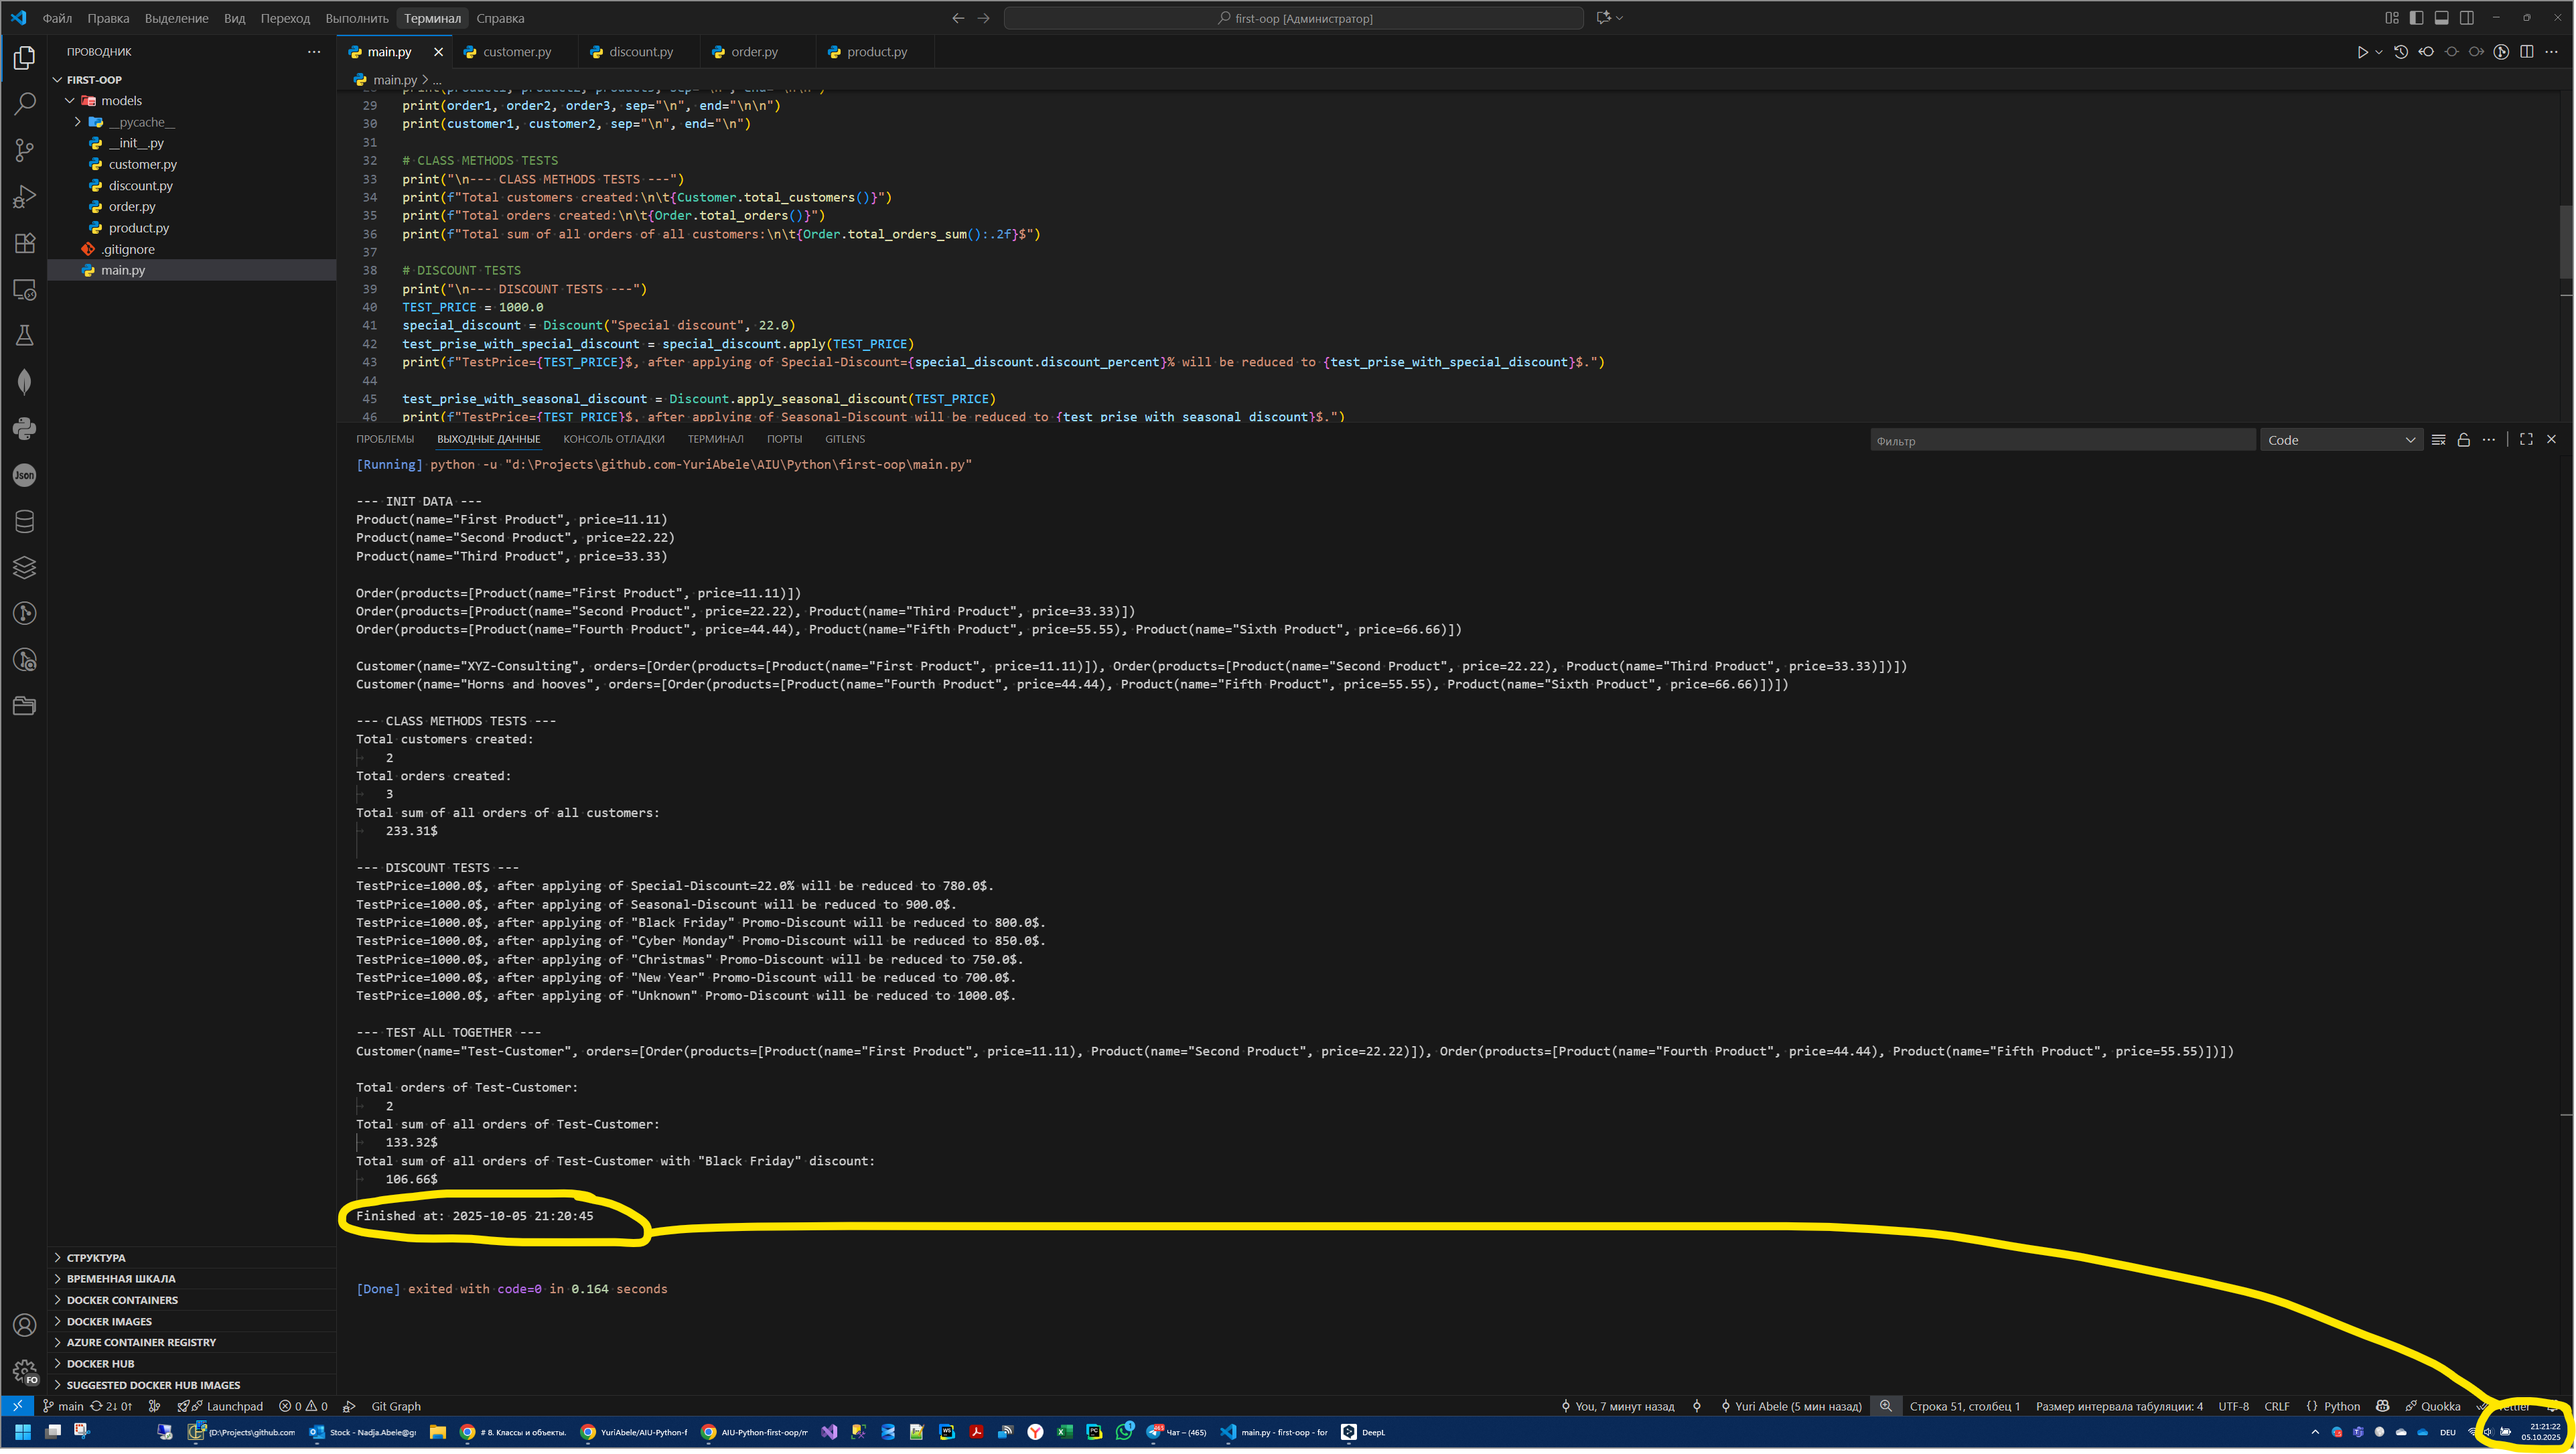 Файл Правка Выделение Вид Переход Выполнить Терминал Справка
first-oop [Администратор]
ПРОВОДНИК
FIRST-OOP
models
__pycache__
__init__.py
customer.py
discount.py
order.py
product.py
.gitignore
main.py
СТРУКТУРА
ВРЕМЕННАЯ ШКАЛА
DOCKER CONTAINERS
DOCKER IMAGES
AZURE CONTAINER REGISTRY
DOCKER HUB
SUGGESTED DOCKER HUB IMAGES
Json
FO
main.py customer.py discount.py order.py product.py
main.py > ...
29 print(order1, order2, order3, sep="\n", end="\n\n")
30 print(customer1, customer2, sep="\n", end="\n")
31
32 # CLASS METHODS TESTS
33 print("\n--- CLASS METHODS TESTS ---")
34 print(f"Total customers created:\n\t{Customer.total_customers()}")
35 print(f"Total orders created:\n\t{Order.total_orders()}")
36 print(f"Total sum of all orders of all customers:\n\t{Order.total_orders_sum():.2f}$")
37
38 # DISCOUNT TESTS
39 print("\n--- DISCOUNT TESTS ---")
40 TEST_PRICE = 1000.0
41 special_discount = Discount("Special discount", 22.0)
42 test_prise_with_special_discount = special_discount.apply(TEST_PRICE)
43 print(f"TestPrice={TEST_PRICE}$, after applying of Special-Discount={special_discount.discount_percent}% will be reduced to {test_prise_with_special_discount}$.")
44
45 test_prise_with_seasonal_discount = Discount.apply_seasonal_discount(TEST_PRICE)
46 print(f"TestPrice={TEST_PRICE}$, after applying of Seasonal-Discount will be reduced to {test_prise_with_seasonal_discount}$.")
ПРОБЛЕМЫ ВЫХОДНЫЕ ДАННЫЕ КОНСОЛЬ ОТЛАДКИ ТЕРМИНАЛ ПОРТЫ GITLENS
Фильтр
Code
[Running] python -u "d:\Projects\github.com-YuriAbele\AIU\Python\first-oop\main.py"
--- INIT DATA ---
Product(name="First Product", price=11.11)
Product(name="Second Product", price=22.22)
Product(name="Third Product", price=33.33)
Order(products=[Product(name="First Product", price=11.11)])
Order(products=[Product(name="Second Product", price=22.22), Product(name="Third Product", price=33.33)])
Order(products=[Product(name="Fourth Product", price=44.44), Product(name="Fifth Product", price=55.55), Product(name="Sixth Product", price=66.66)])
Customer(name="XYZ-Consulting", orders=[Order(products=[Product(name="First Product", price=11.11)]), Order(products=[Product(name="Second Product", price=22.22), Product(name="Third Product", price=33.33)])])
Customer(name="Horns and hooves", orders=[Order(products=[Product(name="Fourth Product", price=44.44), Product(name="Fifth Product", price=55.55), Product(name="Sixth Product", price=66.66)])])
--- CLASS METHODS TESTS ---
Total customers created:
2
Total orders created:
3
Total sum of all orders of all customers:
233.31$
--- DISCOUNT TESTS ---
TestPrice=1000.0$, after applying of Special-Discount=22.0% will be reduced to 780.0$.
TestPrice=1000.0$, after applying of Seasonal-Discount will be reduced to 900.0$.
TestPrice=1000.0$, after applying of "Black Friday" Promo-Discount will be reduced to 800.0$.
TestPrice=1000.0$, after applying of "Cyber Monday" Promo-Discount will be reduced to 850.0$.
TestPrice=1000.0$, after applying of "Christmas" Promo-Discount will be reduced to 750.0$.
TestPrice=1000.0$, after applying of "New Year" Promo-Discount will be reduced to 700.0$.
TestPrice=1000.0$, after applying of "Unknown" Promo-Discount will be reduced to 1000.0$.
--- TEST ALL TOGETHER ---
Customer(name="Test-Customer", orders=[Order(products=[Product(name="First Product", price=11.11), Product(name="Second Product", price=22.22)]), Order(products=[Product(name="Fourth Product", price=44.44), Product(name="Fifth Product", price=55.55)])])
Total orders of Test-Customer:
2
Total sum of all orders of Test-Customer:
133.32$
Total sum of all orders of Test-Customer with "Black Friday" discount:
106.66$
Finished at: 2025-10-05 21:20:45
[Done] exited with code=0 in 0.164 seconds
main 2↓ 0↑ Launchpad 0 0 Git Graph
You, 7 минут назад Yuri Abele (5 мин назад) Строка 51, столбец 1 Размер интервала табуляции: 4 UTF-8 CRLF {} Python Quokka
(D:\Projects\github.com Stock - Nadja.Abele@g # 8. Классы и объекты. YuriAbele/AIU-Python-f AIU-Python-first-oop/m Чат – (465) main.py - first-oop - for DeepL
DEU
21:21:22
05.10.2025